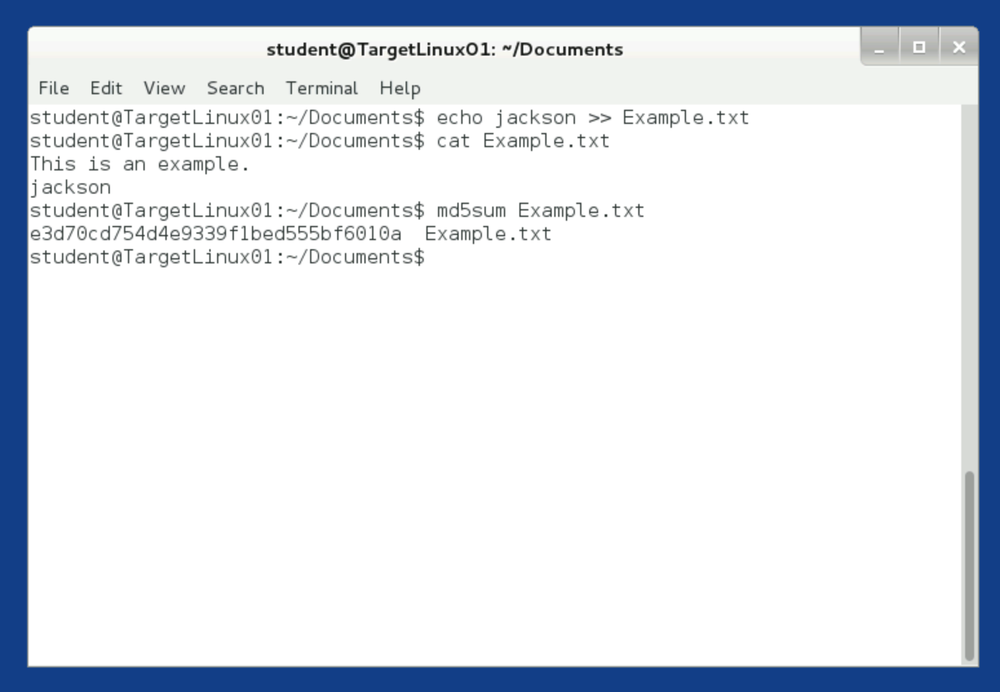 student@TargetLinux01: ~/Documents
File Edit View Search Terminal Help
student@TargetLinux01:~/Documents$ echo jackson >> Example.txt
student@TargetLinux01:~/Documents$ cat Example.txt
This is an example.
jackson
student@TargetLinux01:~/Documents$ md5sum Example.txt
e3d70cd754d4e9339f1bed555bf6010a  Example.txt
student@TargetLinux01:~/Documents$